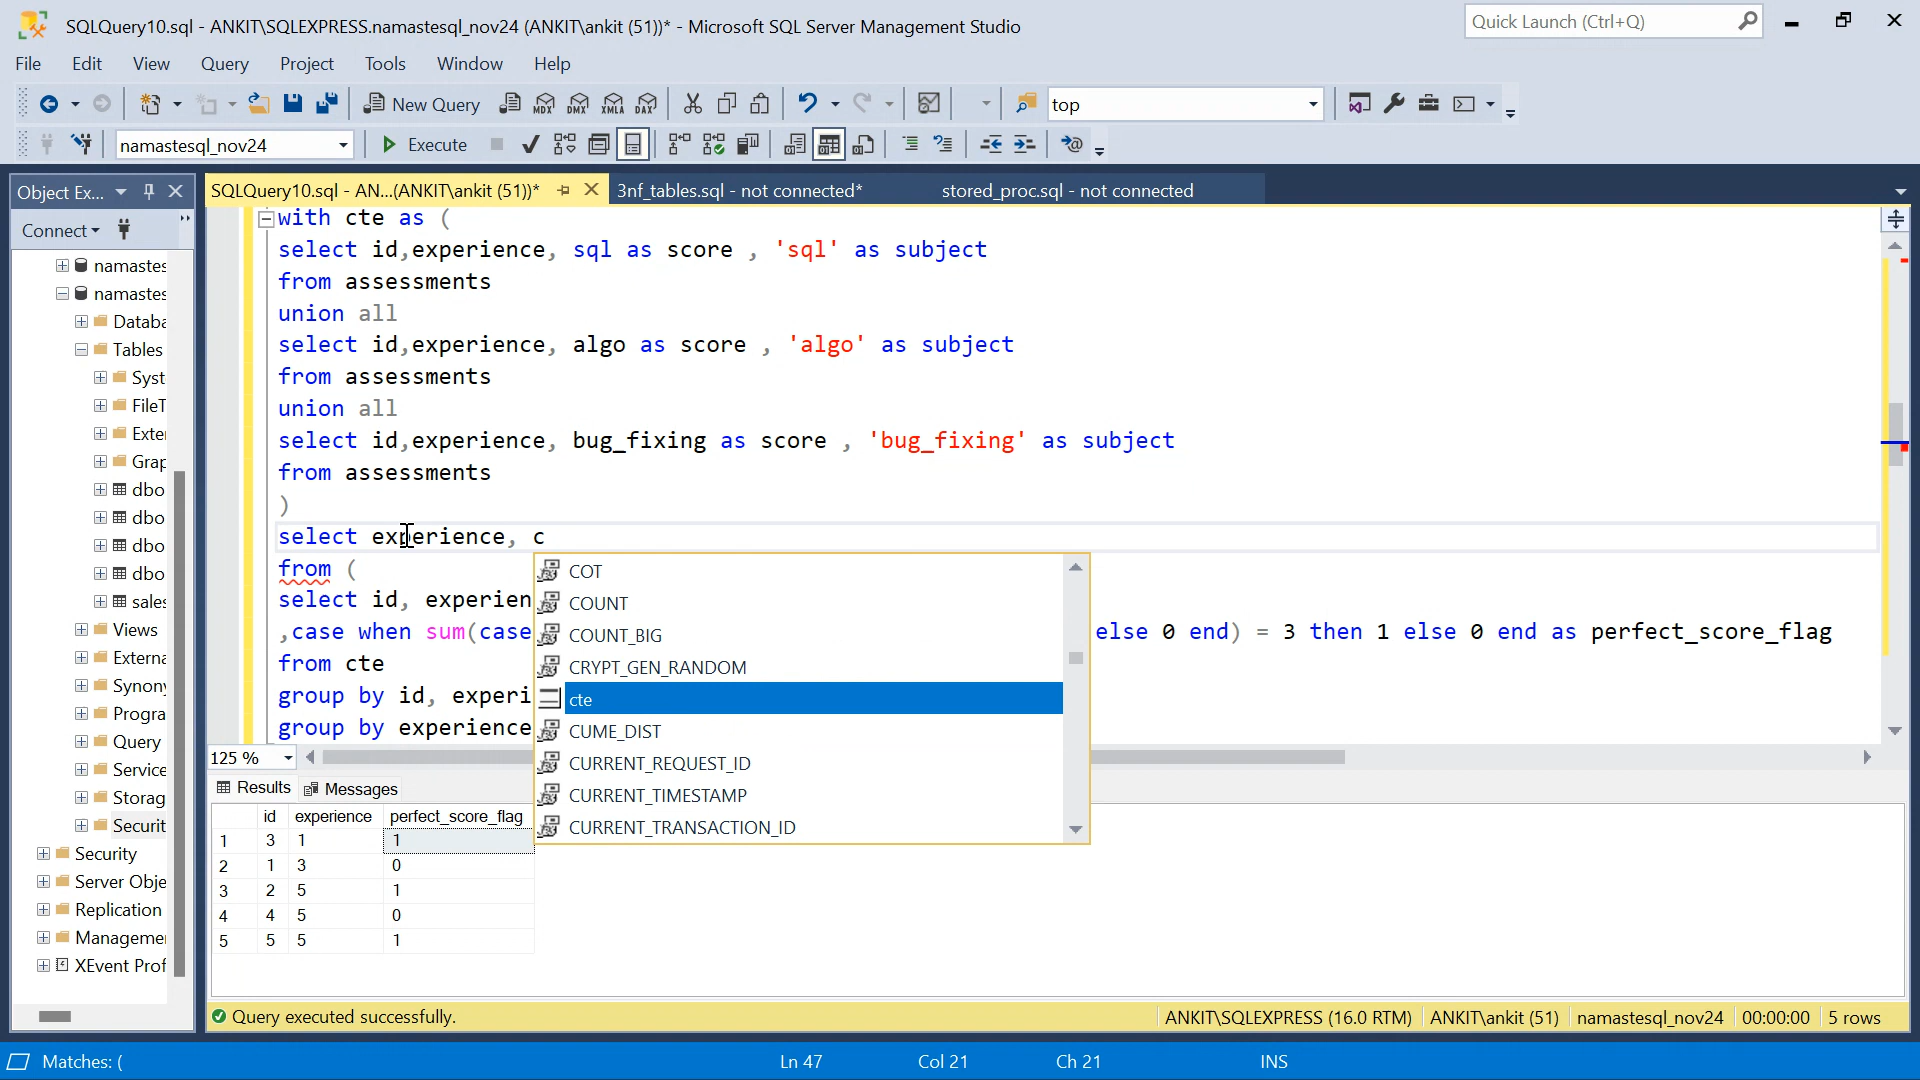 SQLQuery10.sql - ANKIT\SQLEXPRESS.namastesql_nov24 (ANKIT\ankit (51))* - Microsoft SQL Server Management Studio
Quick Launch (Ctrl+Q)
File Edit View Query Project Tools Window Help
New Query MDX DMX XMLA DAX top
namastesql_nov24 Execute
Object Ex...
SQLQuery10.sql - AN...(ANKIT\ankit (51))* 3nf_tables.sql - not connected* stored_proc.sql - not connected
Connect
namastes
namastes
Databa
Tables
Syst
FileT
Exter
Grap
dbo
dbo
dbo
dbo
sales
Views
Externa
Synony
Progra
Query
Service
Storag
Securit
Security
Server Obje
Replication
Managemen
XEvent Prof
with cte as (
select id,experience, sql as score , 'sql' as subject
from assessments
union all
select id,experience, algo as score , 'algo' as subject
from assessments
union all
select id,experience, bug_fixing as score , 'bug_fixing' as subject
from assessments
)
select experience, c
from (
select id, experien
,case when sum(case else 0 end) = 3 then 1 else 0 end as perfect_score_flag
from cte
group by id, experi
group by experience
COT
COUNT
COUNT_BIG
CRYPT_GEN_RANDOM
cte
CUME_DIST
CURRENT_REQUEST_ID
CURRENT_TIMESTAMP
CURRENT_TRANSACTION_ID
125 %
Results Messages
id experience perfect_score_flag
1 3 1 1
2 1 3 0
3 2 5 1
4 4 5 0
5 5 5 1
Query executed successfully. ANKIT\SQLEXPRESS (16.0 RTM) ANKIT\ankit (51) namastesql_nov24 00:00:00 5 rows
Matches: ( Ln 47 Col 21 Ch 21 INS